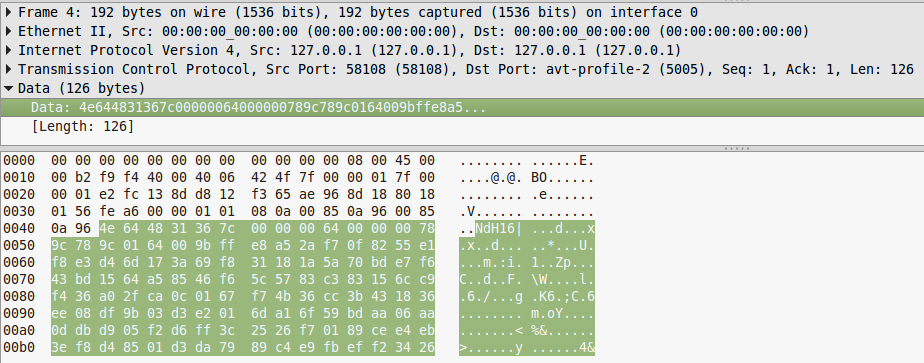 Frame 4: 192 bytes on wire (1536 bits), 192 bytes captured (1536 bits) on interface 0
Ethernet II, Src: 00:00:00_00:00:00 (00:00:00:00:00:00), Dst: 00:00:00_00:00:00 (00:00:00:00:00:00)
Internet Protocol Version 4, Src: 127.0.0.1 (127.0.0.1), Dst: 127.0.0.1 (127.0.0.1)
Transmission Control Protocol, Src Port: 58108 (58108), Dst Port: avt-profile-2 (5005), Seq: 1, Ack: 1, Len: 126
Data (126 bytes)
Data: 4e644831367c00000064000000789c789c0164009bffe8a5...
[Length: 126]
0000 00 00 00 00 00 00 00 00 00 00 00 00 08 00 45 00 ........ ......E.
0010 00 b2 f9 f4 40 00 40 06 42 4f 7f 00 00 01 7f 00 ....@.@. BO......
0020 00 01 e2 fc 13 8d d8 12 f3 65 ae 96 8d 18 80 18 ........ .e......
0030 01 56 fe a6 00 00 01 01 08 0a 00 85 0a 96 00 85 .V...... ........
0040 0a 96 4e 64 48 31 36 7c 00 00 00 64 00 00 00 78 ..NdH16| ...d...x
0050 9c 78 9c 01 64 00 9b ff e8 a5 2a f7 0f 82 55 e1 .x..d... ..*...U.
0060 f8 e3 d4 6d 17 3a 69 f8 31 18 1a 5a 70 bd e7 f6 ...m.:i. 1..Zp...
0070 43 bd 15 64 a5 85 46 f6 5c 57 83 c3 83 15 6c c9 C..d..F. \W....l.
0080 f4 36 a0 2f ca 0c 01 67 f7 4b 36 cc 3b 43 18 36 .6./...g .K6.;C.6
0090 ee 08 df 9b 03 d3 e2 01 6d a1 6f 59 bd aa 06 aa ........ m.oY....
00a0 0d db d9 05 f2 d6 ff 3c 25 26 f7 01 89 ce e4 eb .......< %&......
00b0 3e f8 d4 85 01 d3 da 79 89 c4 e9 fb ef f2 34 26 >......y ......4&